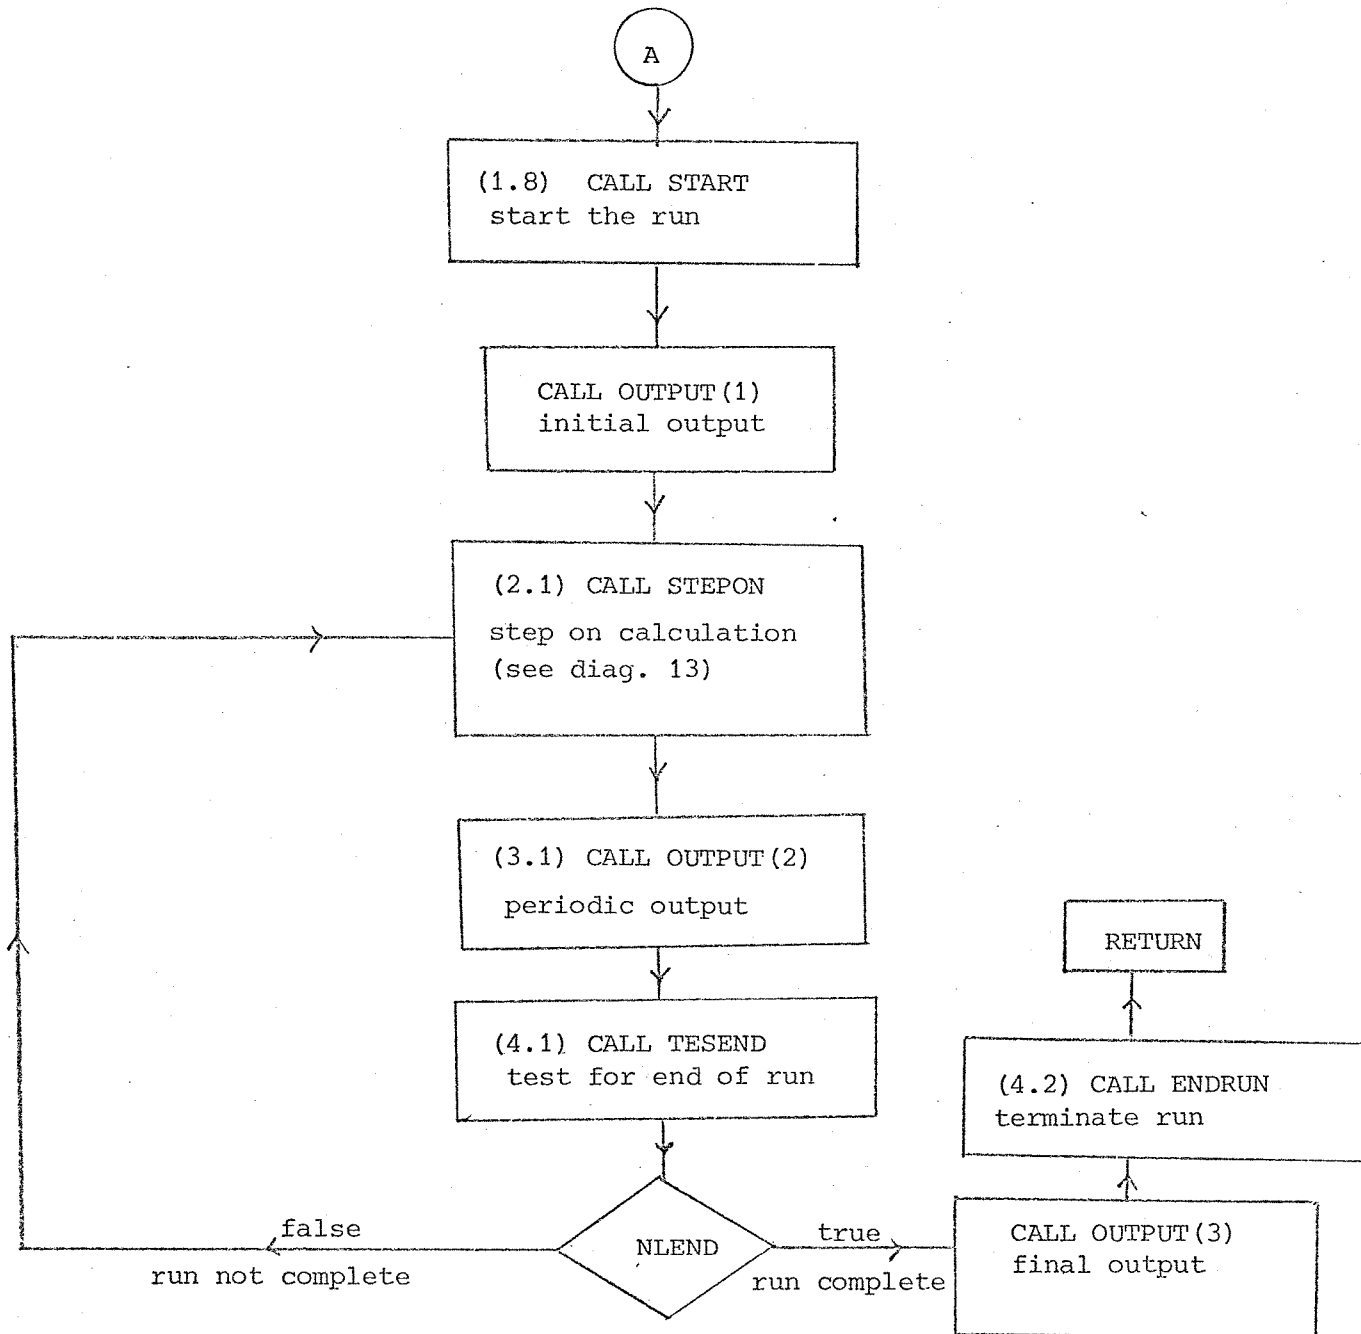 A
(1.8) CALL START
start the run
CALL OUTPUT(1)
initial output
(2.1) CALL STEPON
step on calculation
(see diag. 13)
(3.1) CALL OUTPUT(2)
periodic output
(4.1) CALL TESEND
test for end of run
NLEND
false
run not complete
true
run complete
CALL OUTPUT(3)
final output
(4.2) CALL ENDRUN
terminate run
RETURN